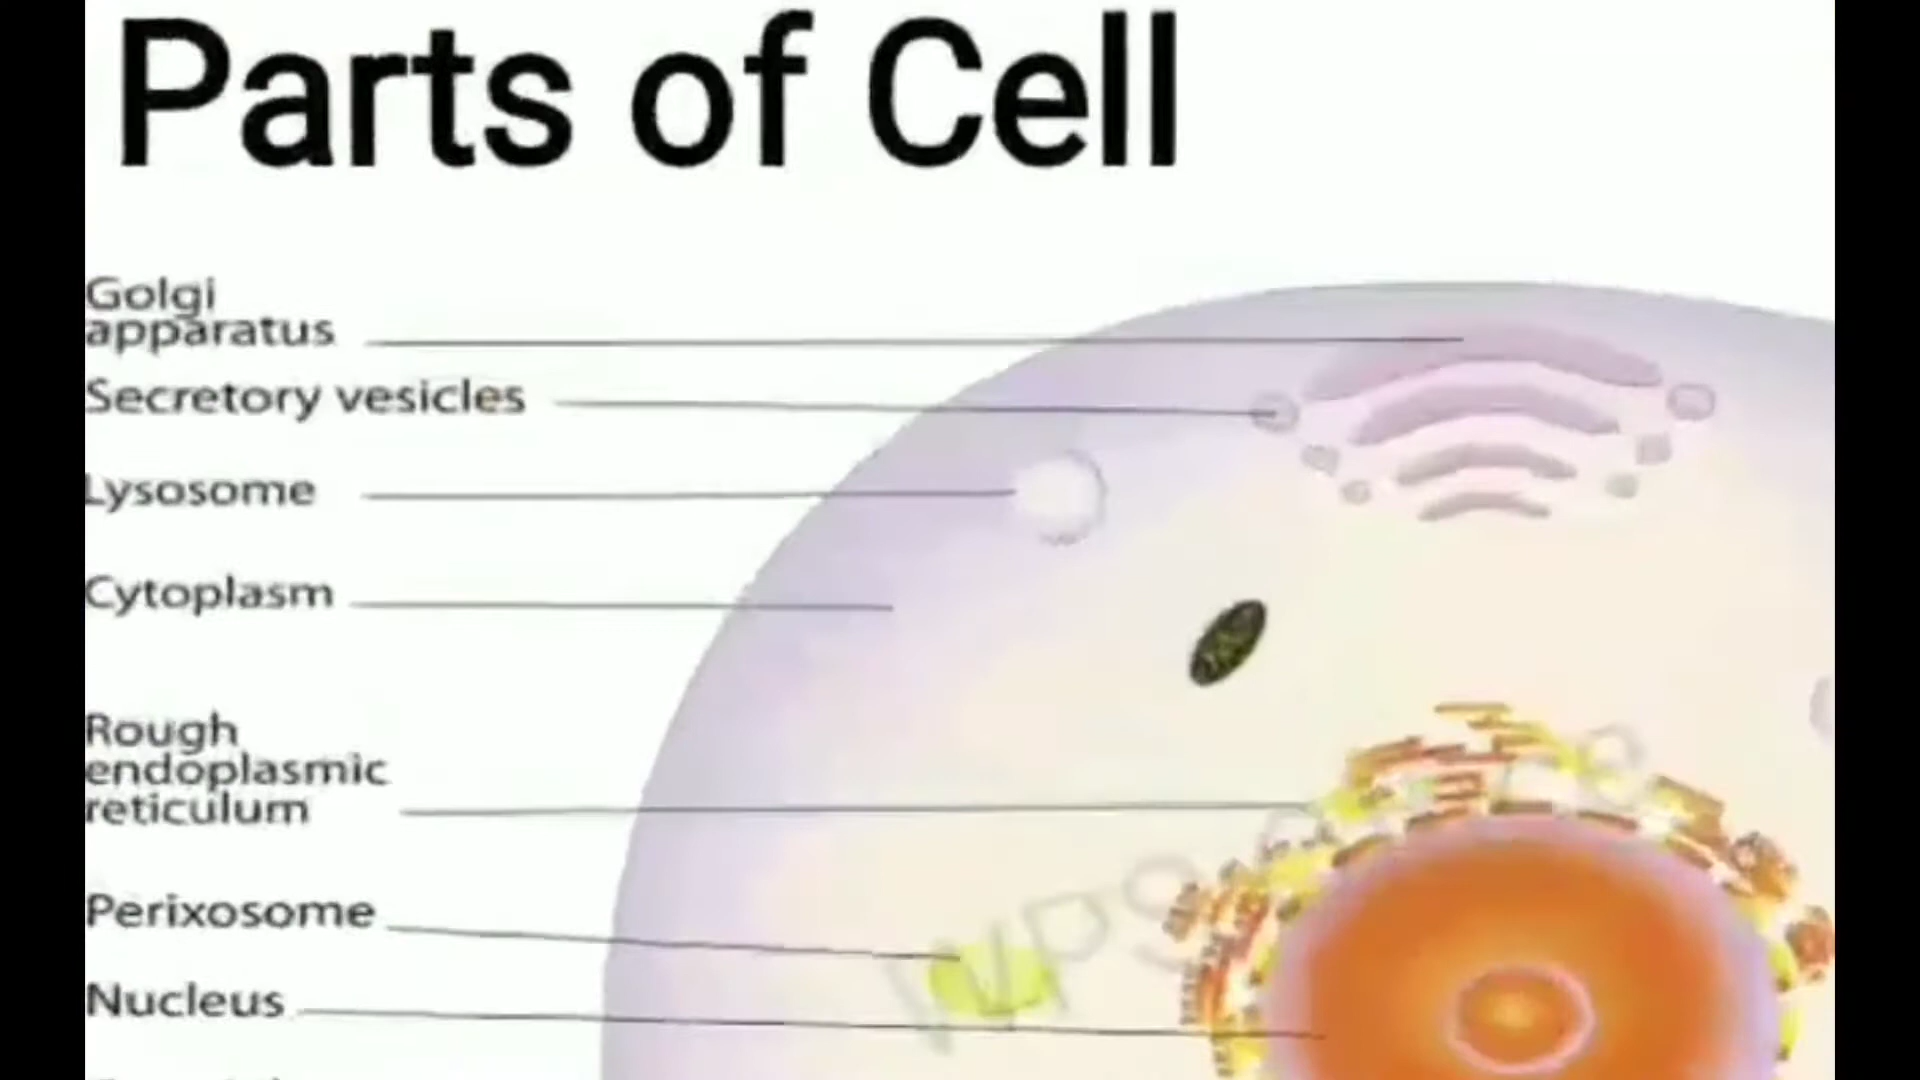 Parts of Cell
Golgi
apparatus
Secretory vesicles
Lysosome
Cytoplasm
Rough
endoplasmic
reticulum
Perixosome
Nucleus